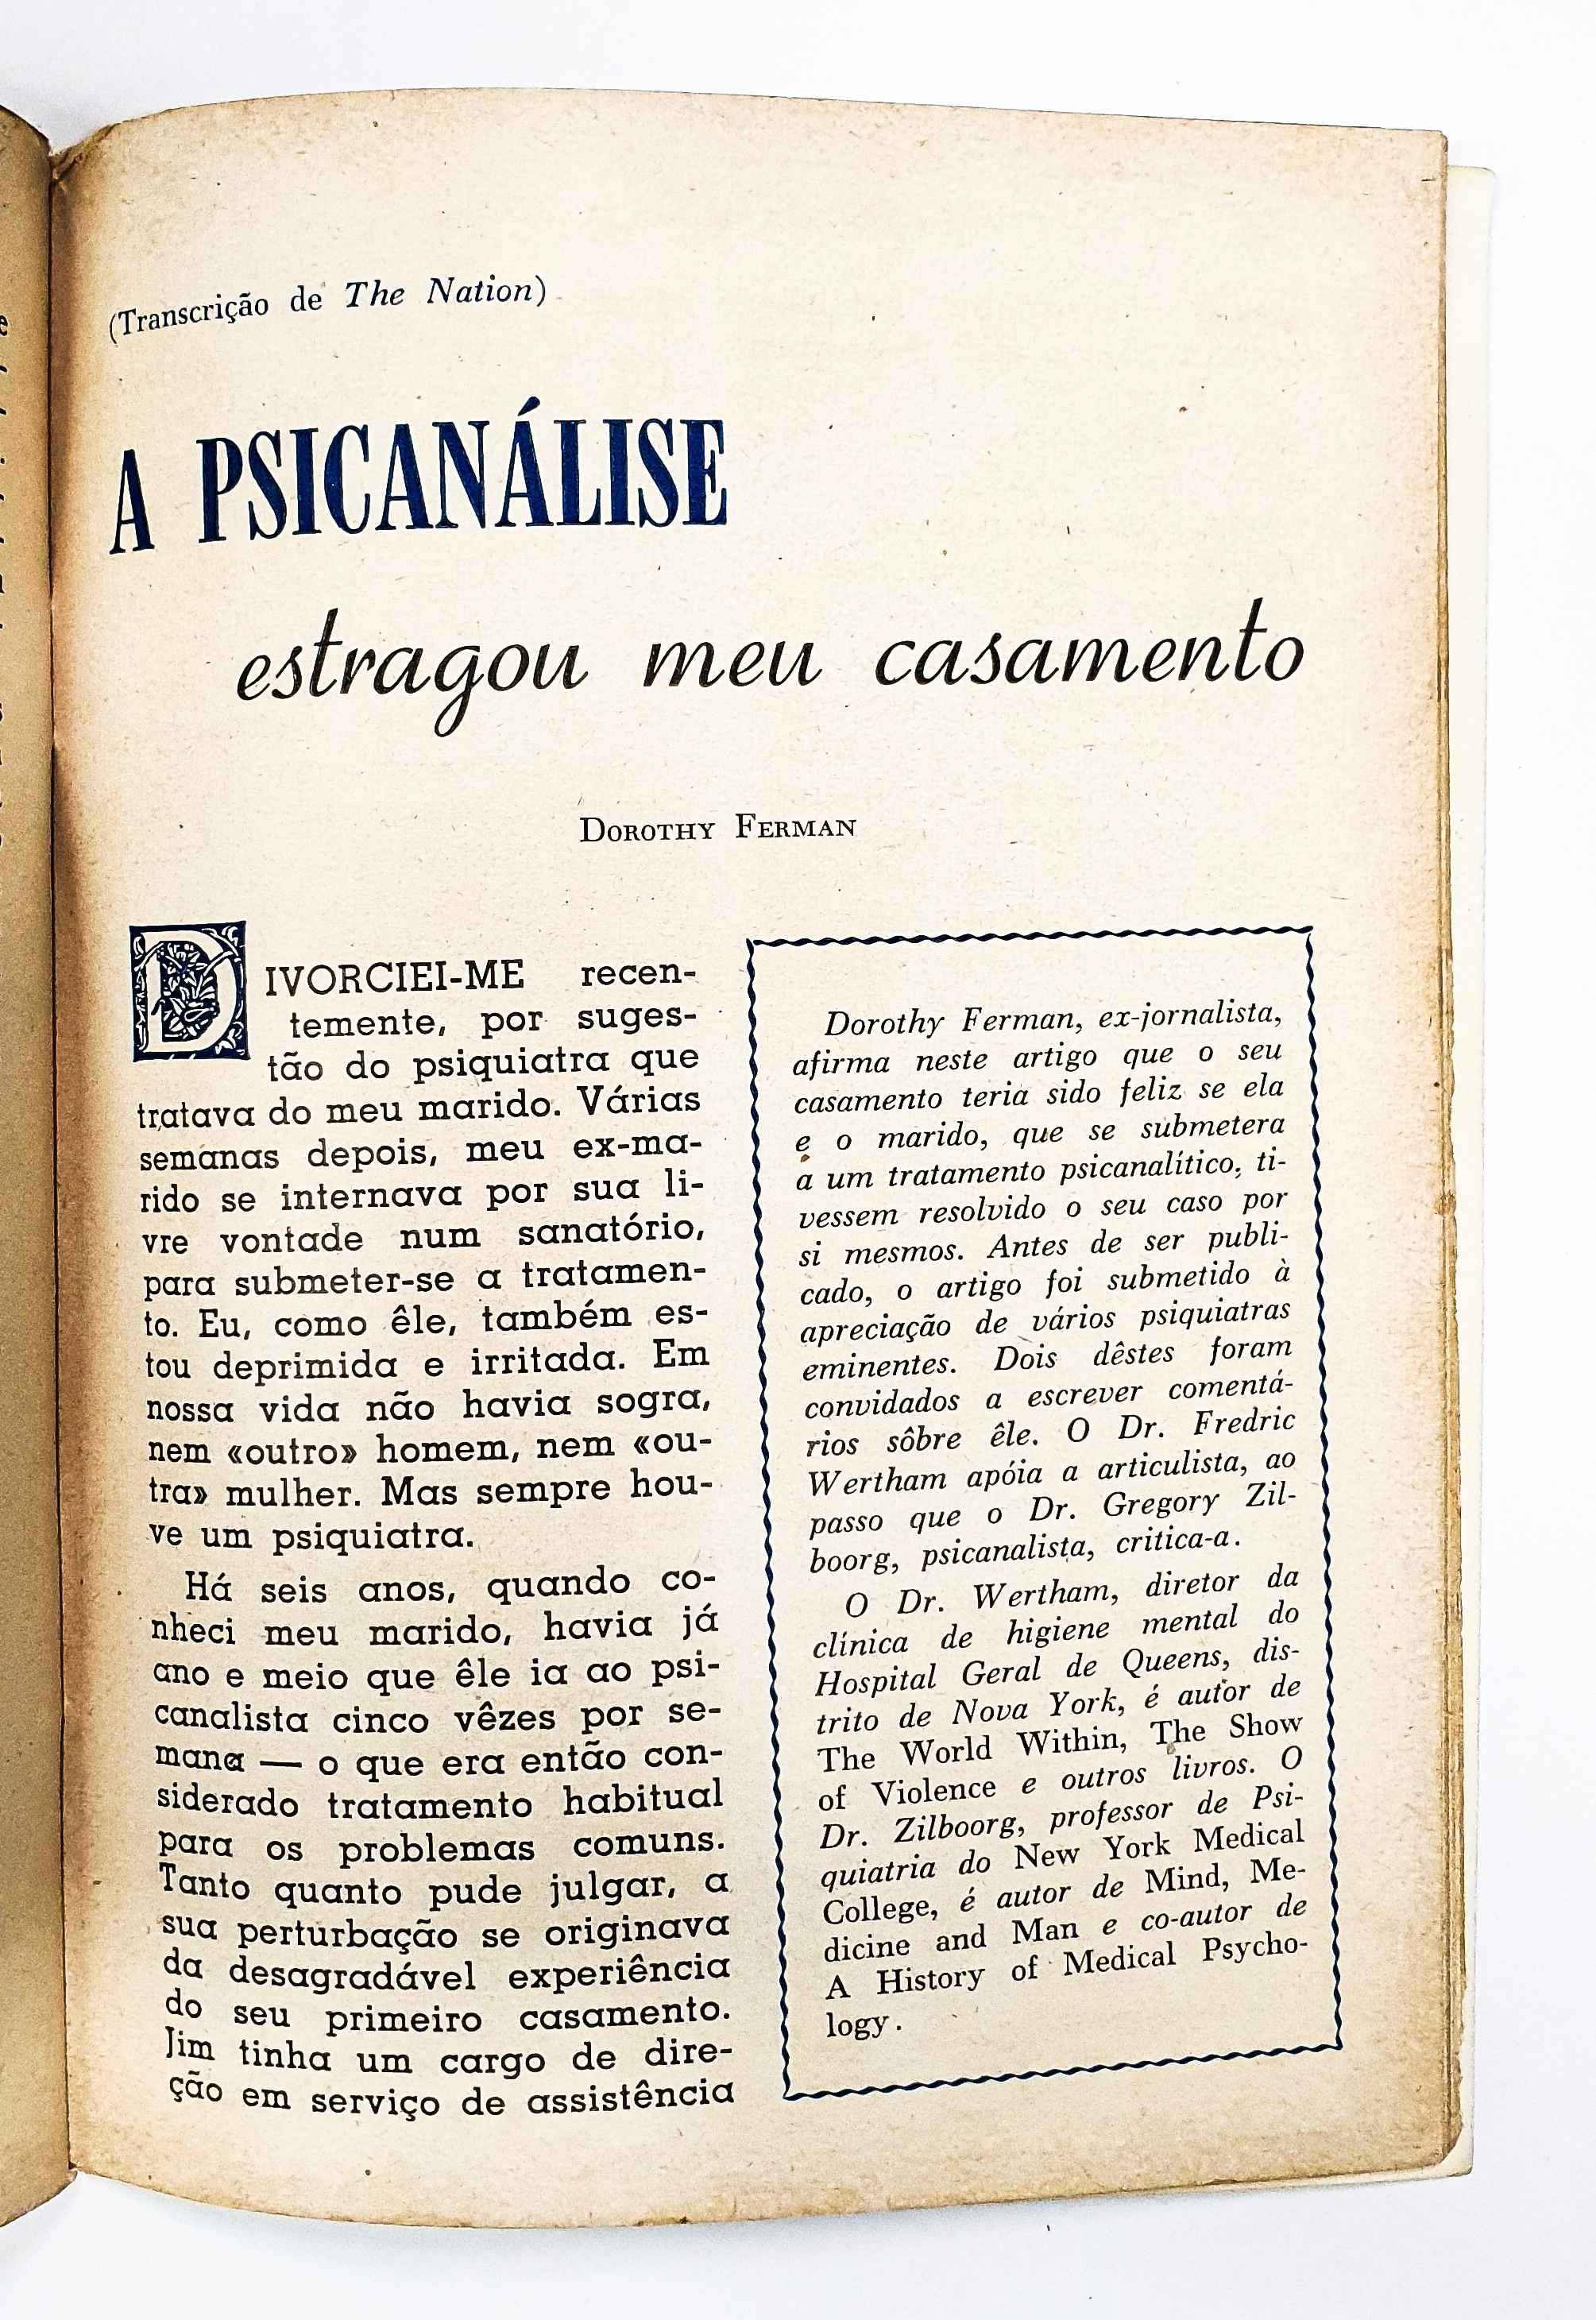 (Transcrição de The Nation)
A PSICANÁLISE
estragou meu casamento
DOROTHY FERMAN
DIVORCIEI-ME recen-
temente, por suges-
tão do psiquiatra que
tratava do meu marido. Várias
semanas depois, meu ex-ma-
rido se internava por sua li-
vre vontade num sanatório,
para submeter-se a tratamen-
to. Eu, como êle, também es-
tou deprimida e irritada. Em
nossa vida não havia sogra,
nem «outro» homem, nem «ou-
tra» mulher. Mas sempre hou-
ve um psiquiatra.
Há seis anos, quando co-
nheci meu marido, havia já
ano e meio que êle ia ao psi-
canalista cinco vêzes por se-
mana — o que era então con-
siderado tratamento habitual
para os problemas comuns.
Tanto quanto pude julgar, a
sua perturbação se originava
da desagradável experiência
do seu primeiro casamento.
Jim tinha um cargo de dire-
ção em serviço de assistência
Dorothy Ferman, ex-jornalista,
afirma neste artigo que o seu
casamento teria sido feliz se ela
e o marido, que se submetera
a um tratamento psicanalítico, ti-
vessem resolvido o seu caso por
si mesmos. Antes de ser publi-
cado, o artigo foi submetido à
apreciação de vários psiquiatras
eminentes. Dois dêstes foram
convidados a escrever comentá-
rios sôbre êle. O Dr. Fredric
Wertham apóia a articulista, ao
passo que o Dr. Gregory Zil-
boorg, psicanalista, critica-a.
O Dr. Wertham, diretor da
clínica de higiene mental do
Hospital Geral de Queens, dis-
trito de Nova York, é autor de
The World Within, The Show
of Violence e outros livros. O
Dr. Zilboorg, professor de Psi-
quiatria do New York Medical
College, é autor de Mind, Me-
dicine and Man e co-autor de
A History of Medical Psycho-
logy.